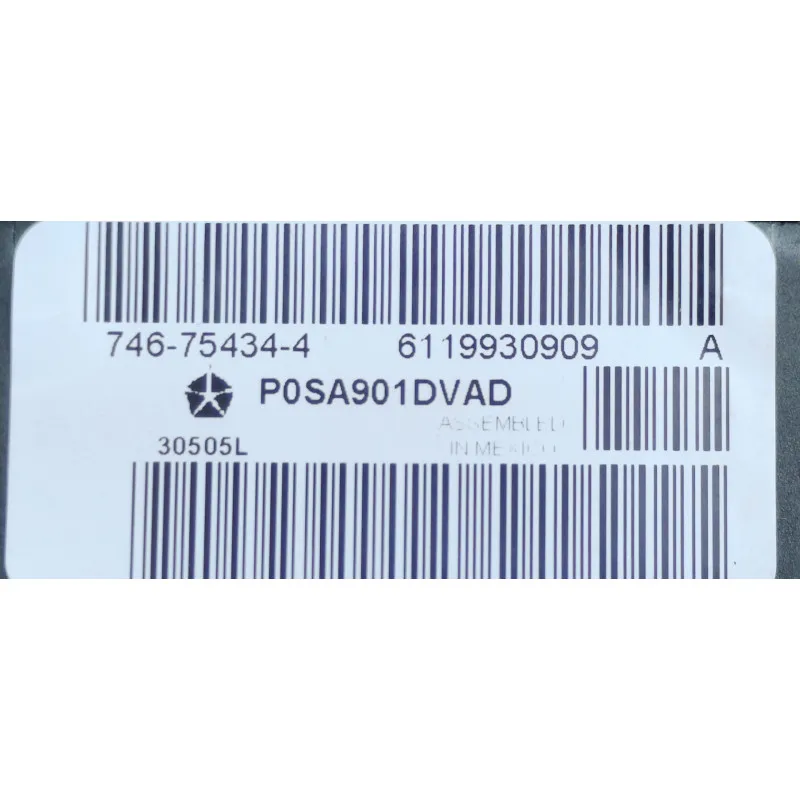 746-75434-4 6119930909 A
P0SA901DVAD
ASSEMBLED
IN MEXICO
30505L